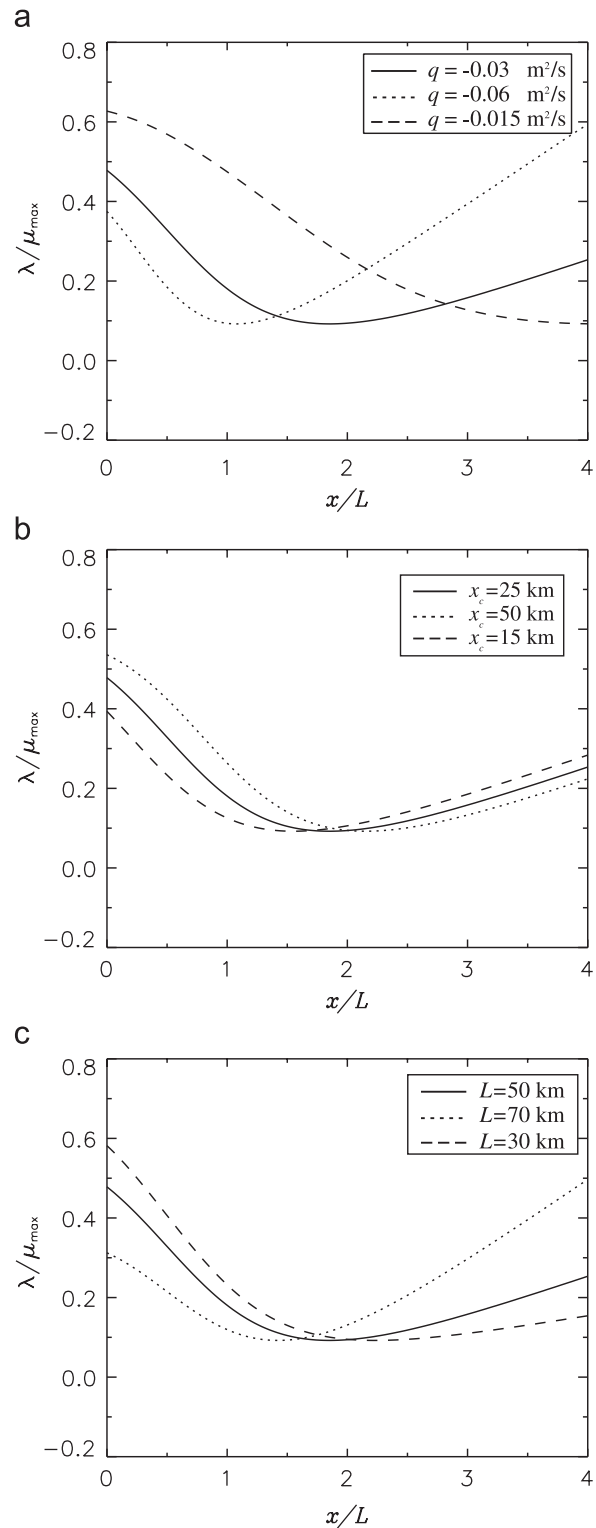 a
0.8
0.6
0.4
0.2
0.0
−0.2
λ/μmax
q = -0.03 m²/s
q = -0.06 m²/s
q = -0.015 m²/s
0 1 2 3 4
x/L
b
0.8
0.6
0.4
0.2
0.0
−0.2
λ/μmax
xc=25 km
xc=50 km
xc=15 km
0 1 2 3 4
x/L
c
0.8
0.6
0.4
0.2
0.0
−0.2
λ/μmax
L=50 km
L=70 km
L=30 km
0 1 2 3 4
x/L